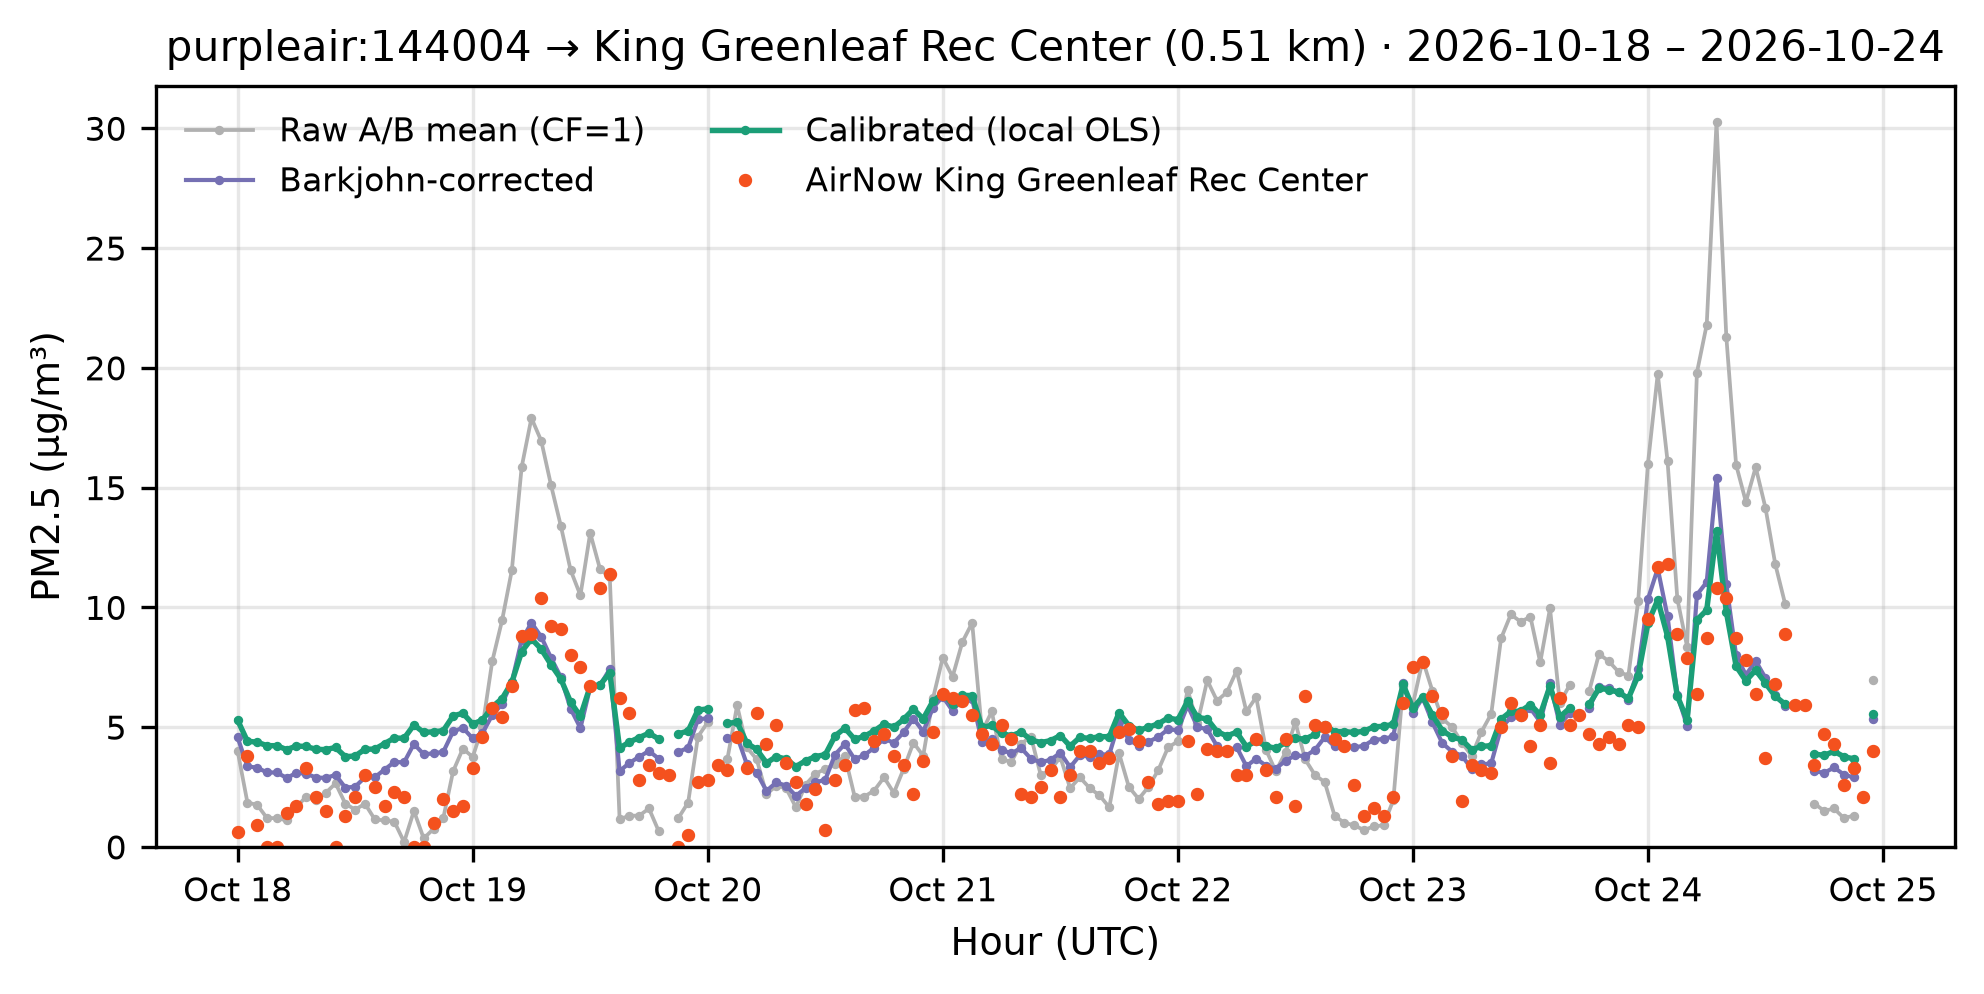 purpleair:144004 → King Greenleaf Rec Center (0.51 km) · 2026-10-18 – 2026-10-24
Raw A/B mean (CF=1)
Barkjohn-corrected
Calibrated (local OLS)
AirNow King Greenleaf Rec Center
PM2.5 (µg/m³)
30
25
20
15
10
5
0
Oct 18
Oct 19
Oct 20
Oct 21
Oct 22
Oct 23
Oct 24
Oct 25
Hour (UTC)